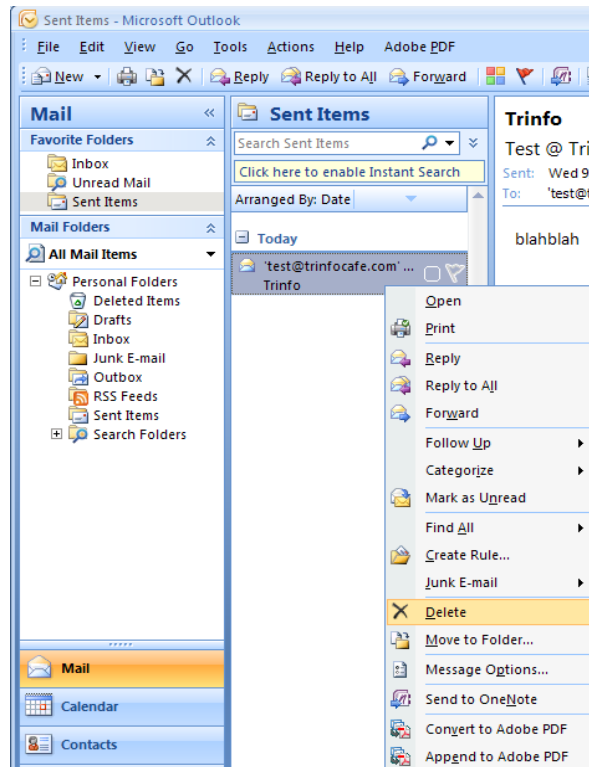 Sent Items - Microsoft Outlook
File Edit View Go Tools Actions Help Adobe PDF
New Reply Reply to All Forward
Mail «
Favorite Folders
Inbox
Unread Mail
Sent Items
Mail Folders
All Mail Items
Personal Folders
Deleted Items
Drafts
Inbox
Junk E-mail
Outbox
RSS Feeds
Sent Items
Search Folders
Mail
Calendar
Contacts
Sent Items
Search Sent Items
Click here to enable Instant Search
Arranged By: Date
Today
'test@trinfocafe.com' ...
Trinfo
Trinfo
Test @ Tri
Sent: Wed 9
To: 'test@t
blahblah
Open
Print
Reply
Reply to All
Forward
Follow Up
Categorize
Mark as Unread
Find All
Create Rule...
Junk E-mail
Delete
Move to Folder...
Message Options...
Send to OneNote
Convert to Adobe PDF
Append to Adobe PDF